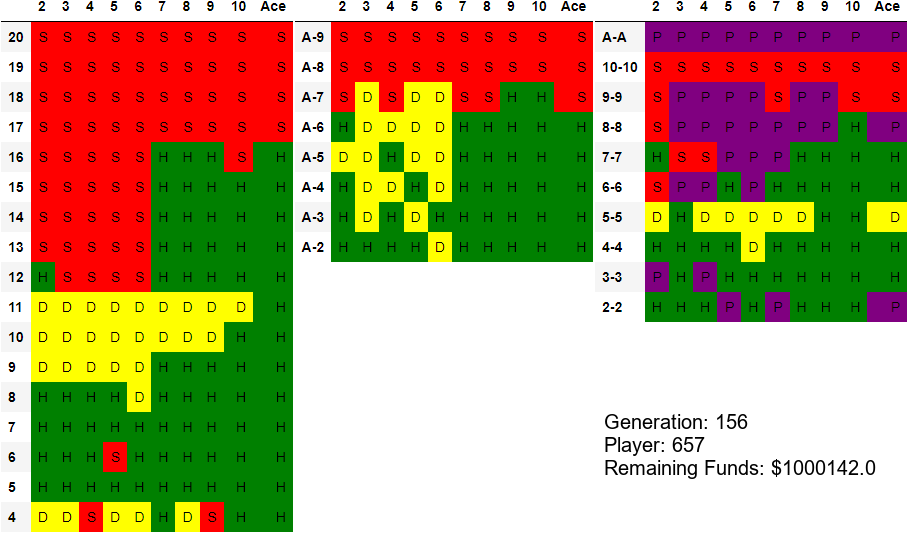 2 3 4 5 6 7 8 9 10 Ace
20 S S S S S S S S S S
19 S S S S S S S S S S
18 S S S S S S S S S S
17 S S S S S S S S S S
16 S S S S S H H H S H
15 S S S S S H H H H H
14 S S S S S H H H H H
13 S S S S S H H H H H
12 H S S S S H H H H H
11 D D D D D D D D D H
10 D D D D D D D D H H
9 D D D D D H H H H H
8 H H H H D H H H H H
7 H H H H H H H H H H
6 H H H S H H H H H H
5 H H H H H H H H H H
4 D D S D D H D S H H
2 3 4 5 6 7 8 9 10 Ace
A-9 S S S S S S S S S S
A-8 S S S S S S S S S S
A-7 S D S D D S S H H S
A-6 H D D D D H H H H H
A-5 D D H D D H H H H H
A-4 H D D H D H H H H H
A-3 H D H D H H H H H H
A-2 H H H H D H H H H H
2 3 4 5 6 7 8 9 10 Ace
A-A P P P P P P P P P P
10-10 S S S S S S S S S S
9-9 S P P P P S P P S S
8-8 S P P P P P P P H P
7-7 H S S P P P H H H H
6-6 S P P H P H H H H H
5-5 D H D D D D D H H D
4-4 H H H H D H H H H H
3-3 P H P H H H H H H H
2-2 H H H P H P H H H P
Generation: 156
Player: 657
Remaining Funds: $1000142.0